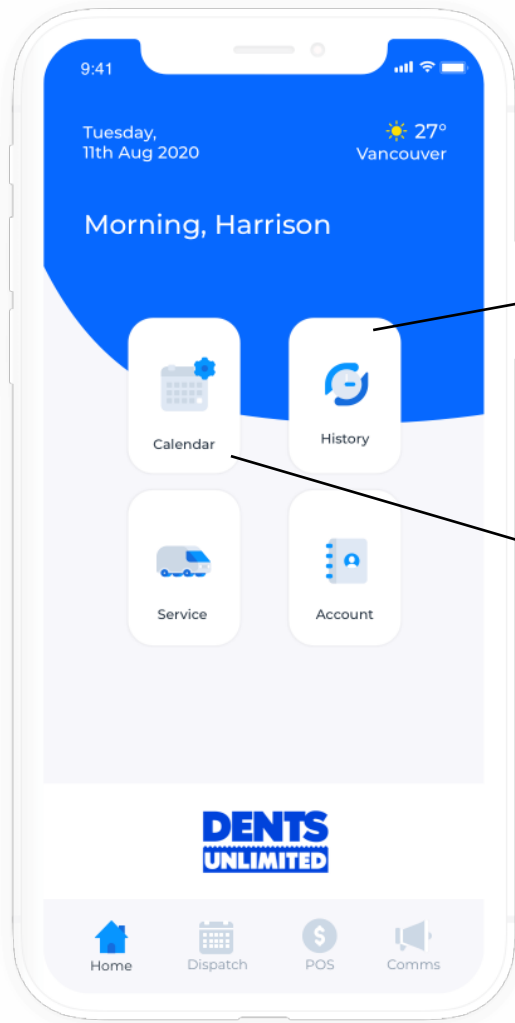 9:41
Tuesday,
11th Aug 2020
27°
Vancouver
Morning, Harrison
Calendar
History
Service
Account
DENTS
UNLIMITED
Home
Dispatch
POS
Comms